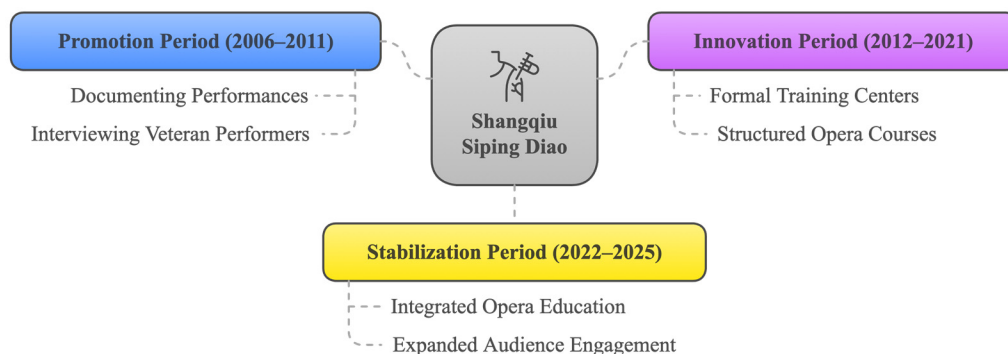 Promotion Period (2006–2011)
Documenting Performances
Interviewing Veteran Performers
Shangqiu
Siping Diao
Innovation Period (2012–2021)
Formal Training Centers
Structured Opera Courses
Stabilization Period (2022–2025)
Integrated Opera Education
Expanded Audience Engagement